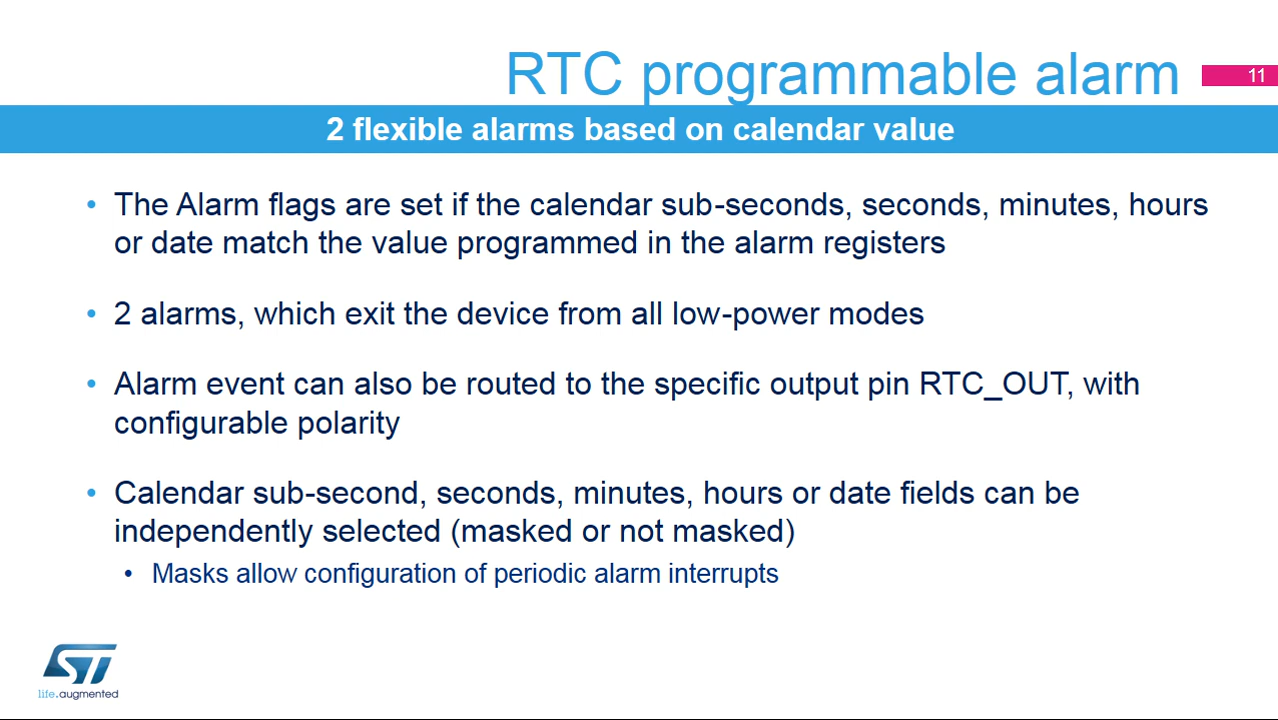 RTC programmable alarm
11
2 flexible alarms based on calendar value
• The Alarm flags are set if the calendar sub-seconds, seconds, minutes, hours
or date match the value programmed in the alarm registers
• 2 alarms, which exit the device from all low-power modes
• Alarm event can also be routed to the specific output pin RTC_OUT, with
configurable polarity
• Calendar sub-second, seconds, minutes, hours or date fields can be
independently selected (masked or not masked)
• Masks allow configuration of periodic alarm interrupts
ST
life.augmented